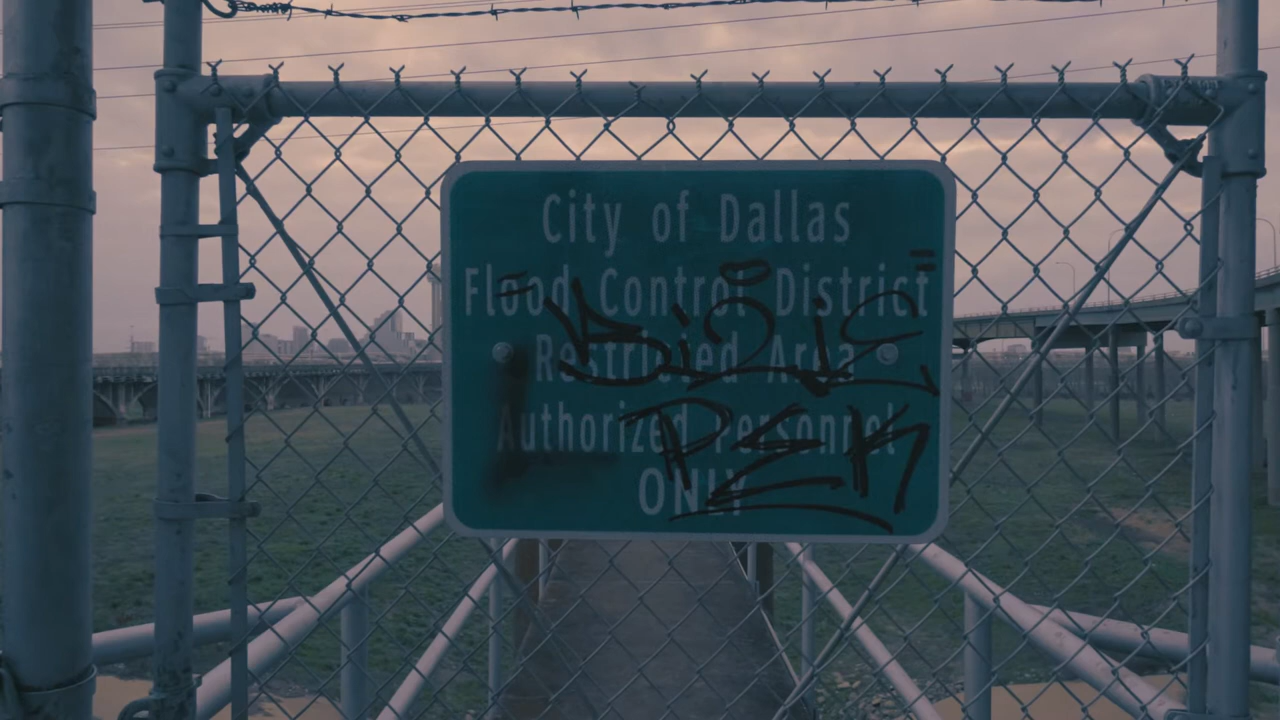 City of Dallas
Flood Control District
Restricted Area
Authorized Personnel
ONLY